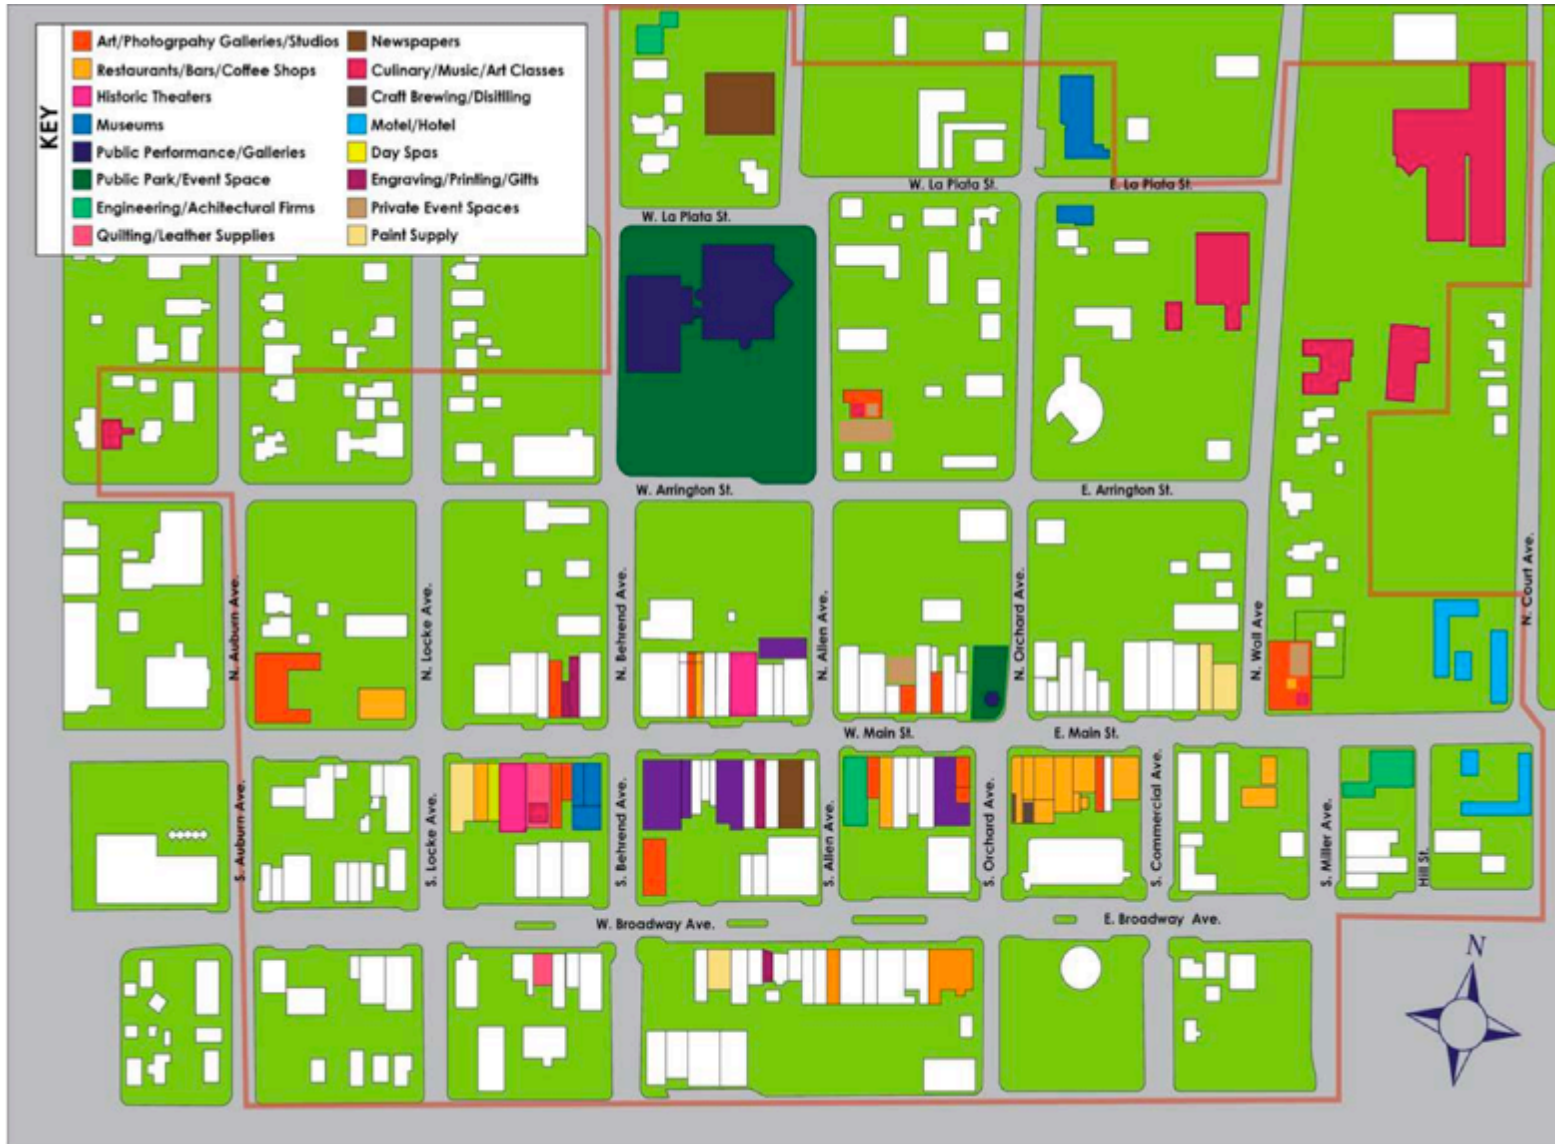 KEY
Art/Photogrpahy Galleries/Studios
Restaurants/Bars/Coffee Shops
Historic Theaters
Museums
Public Performance/Galleries
Public Park/Event Space
Engineering/Achitectural Firms
Quilting/Leather Supplies
Newspapers
Culinary/Music/Art Classes
Craft Brewing/Disitlling
Motel/Hotel
Day Spas
Engraving/Printing/Gifts
Private Event Spaces
Paint Supply
W. La Plata St.
E. La Plata St.
W. La Plata St.
W. Arrington St.
E. Arrington St.
N. Auburn Ave.
N. Locke Ave.
N. Behrend Ave.
N. Allen Ave.
N. Orchard Ave.
N. Wall Ave
N. Court Ave.
W. Main St.
E. Main St.
S. Auburn Ave.
S. Locke Ave.
S. Behrend Ave.
S. Allen Ave.
S. Orchard Ave.
S. Commercial Ave.
S. Miller Ave.
Hill St.
W. Broadway Ave.
E. Broadway Ave.
N